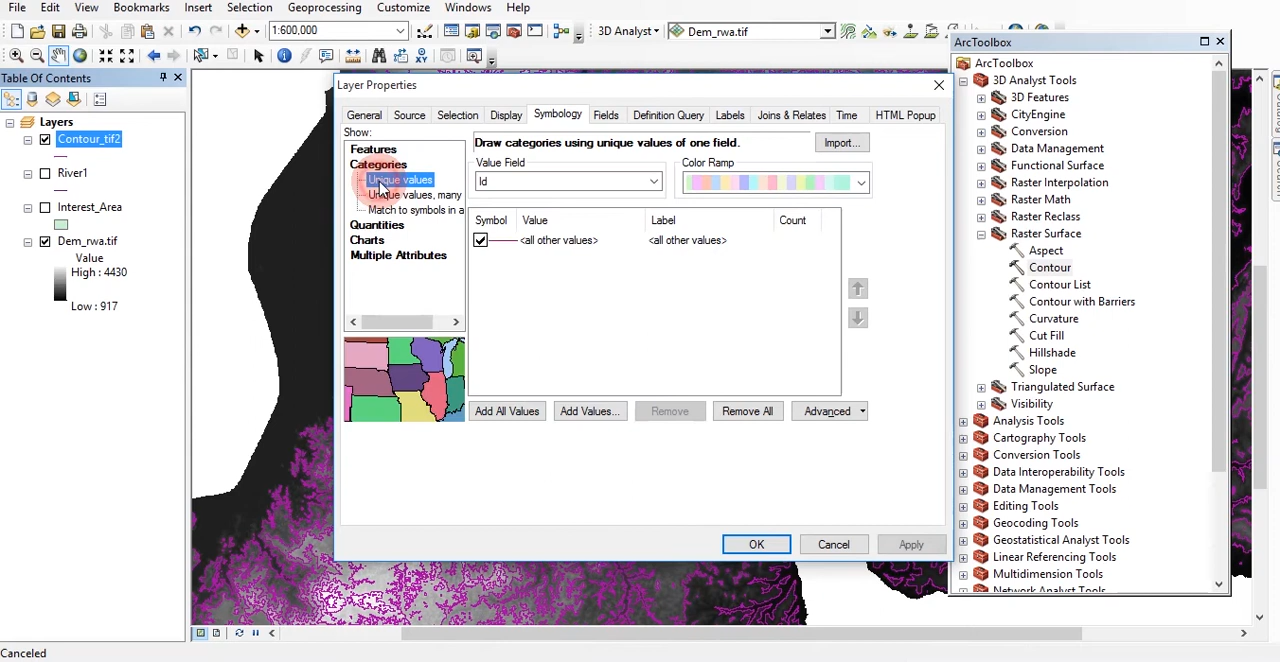 File Edit View Bookmarks Insert Selection Geoprocessing Customize Windows Help
1:600,000
3D Analyst
Dem_rwa.tif
Table Of Contents
Layers
Contour_tif2
River1
Interest_Area
Dem_rwa.tif
Value
High : 4430
Low : 917
Layer Properties
General Source Selection Display Symbology Fields Definition Query Labels Joins & Relates Time HTML Popup
Show:
Features
Categories
Unique values
Unique values, many
Match to symbols in a
Quantities
Charts
Multiple Attributes
Draw categories using unique values of one field.
Import...
Value Field
Id
Color Ramp
Symbol Value Label Count
<all other values> <all other values>
Add All Values Add Values... Remove Remove All Advanced
OK Cancel Apply
ArcToolbox
ArcToolbox
3D Analyst Tools
3D Features
CityEngine
Conversion
Data Management
Functional Surface
Raster Interpolation
Raster Math
Raster Reclass
Raster Surface
Aspect
Contour
Contour List
Contour with Barriers
Curvature
Cut Fill
Hillshade
Slope
Triangulated Surface
Visibility
Analysis Tools
Cartography Tools
Conversion Tools
Data Interoperability Tools
Data Management Tools
Editing Tools
Geocoding Tools
Geostatistical Analyst Tools
Linear Referencing Tools
Multidimension Tools
Network Analyst Tools
Canceled